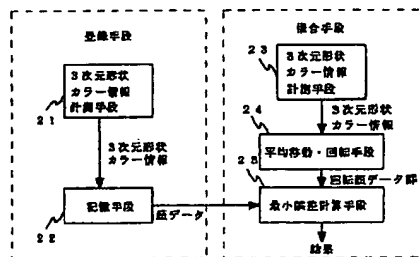 登録手段
3次元形状
カラー情報
計測手段
21
3次元形状
カラー情報
記憶手段
22
顔データ
照合手段
23
3次元形状
カラー情報
計測手段
3次元形状
カラー情報
24
平均移動・回転手段
25
回転顔データ群
最小誤差計算手段
結果